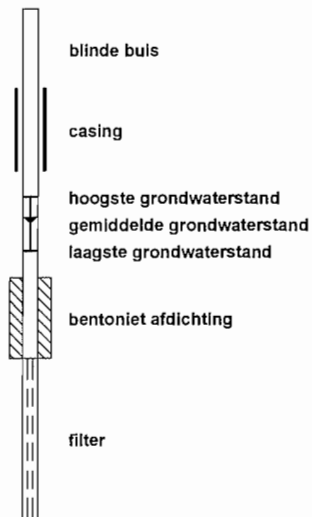 blinde buis
casing
hoogste grondwaterstand
gemiddelde grondwaterstand
laagste grondwaterstand
bentoniet afdichting
filter